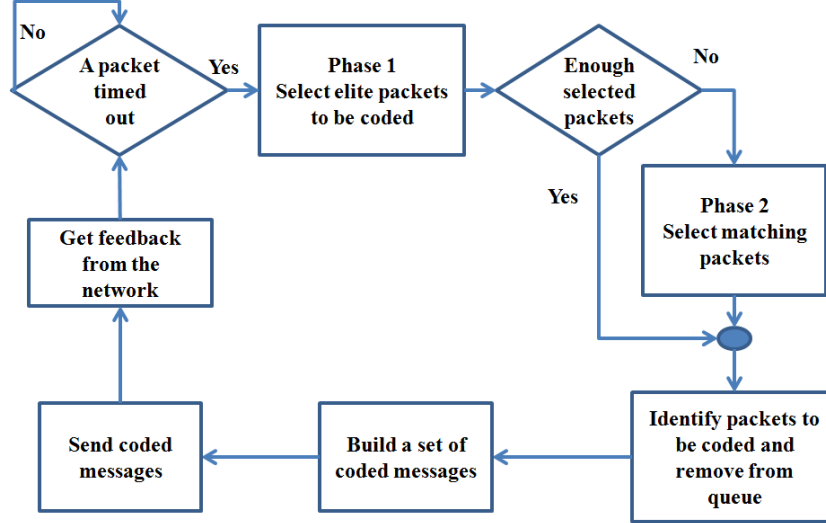 No
A packet
timed
out
Yes
Phase 1
Select elite packets
to be coded
Enough
selected
packets
No
Yes
Phase 2
Select matching
packets
Identify packets to
be coded and
remove from
queue
Build a set of
coded messages
Send coded
messages
Get feedback
from the
network